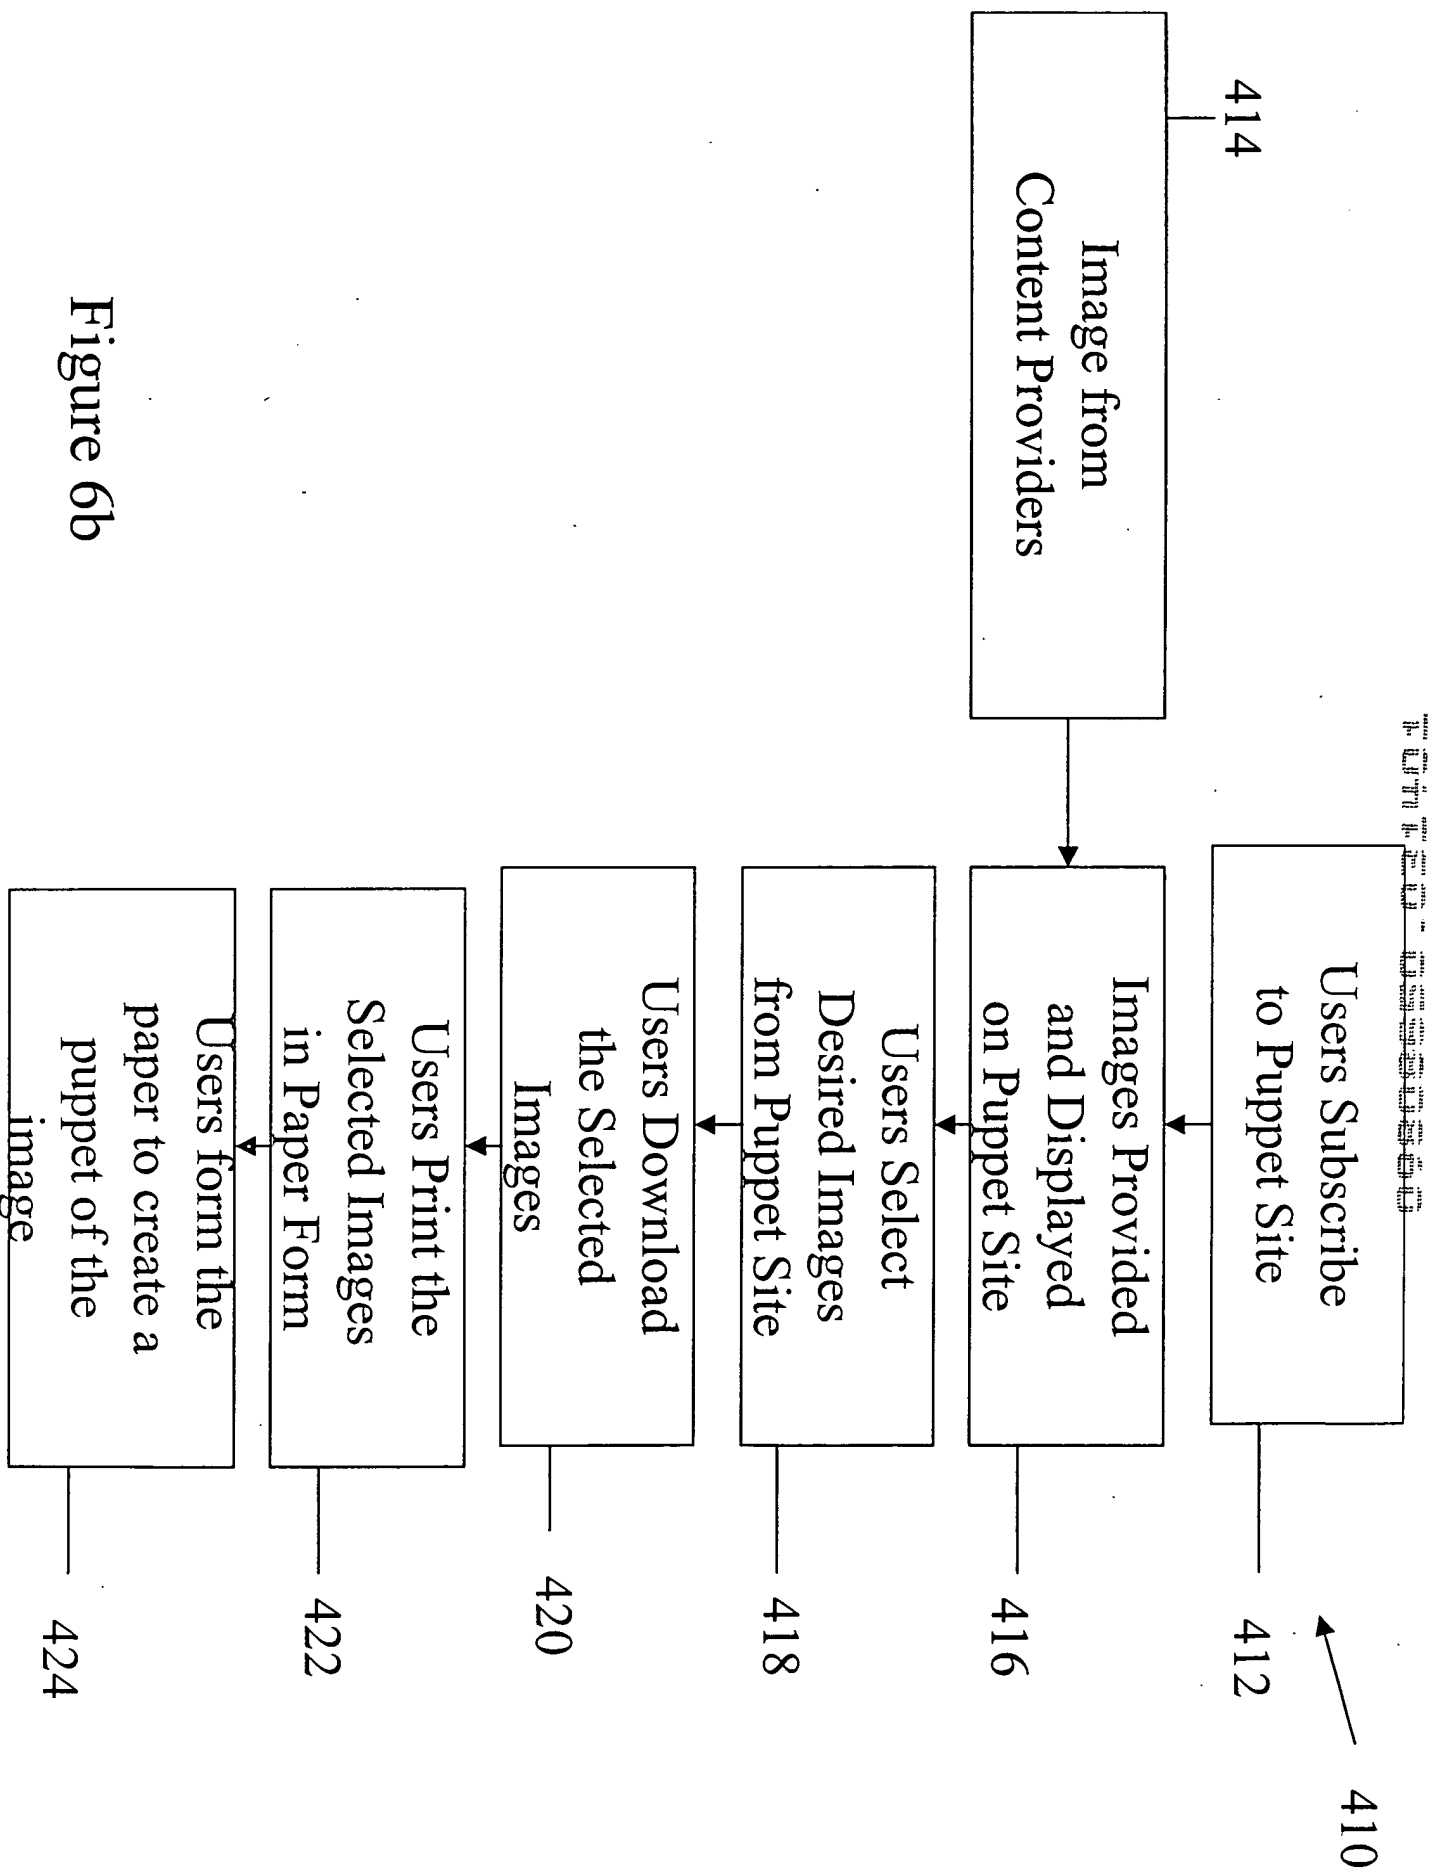 410
Users Subscribe
to Puppet Site
412
414
Image from
Content Providers
Images Provided
and Displayed
on Puppet Site
416
Users Select
Desired Images
from Puppet Site
418
Users Download
the Selected
Images
420
Users Print the
Selected Images
in Paper Form
422
Users form the
paper to create a
puppet of the
image
424
Figure 6b